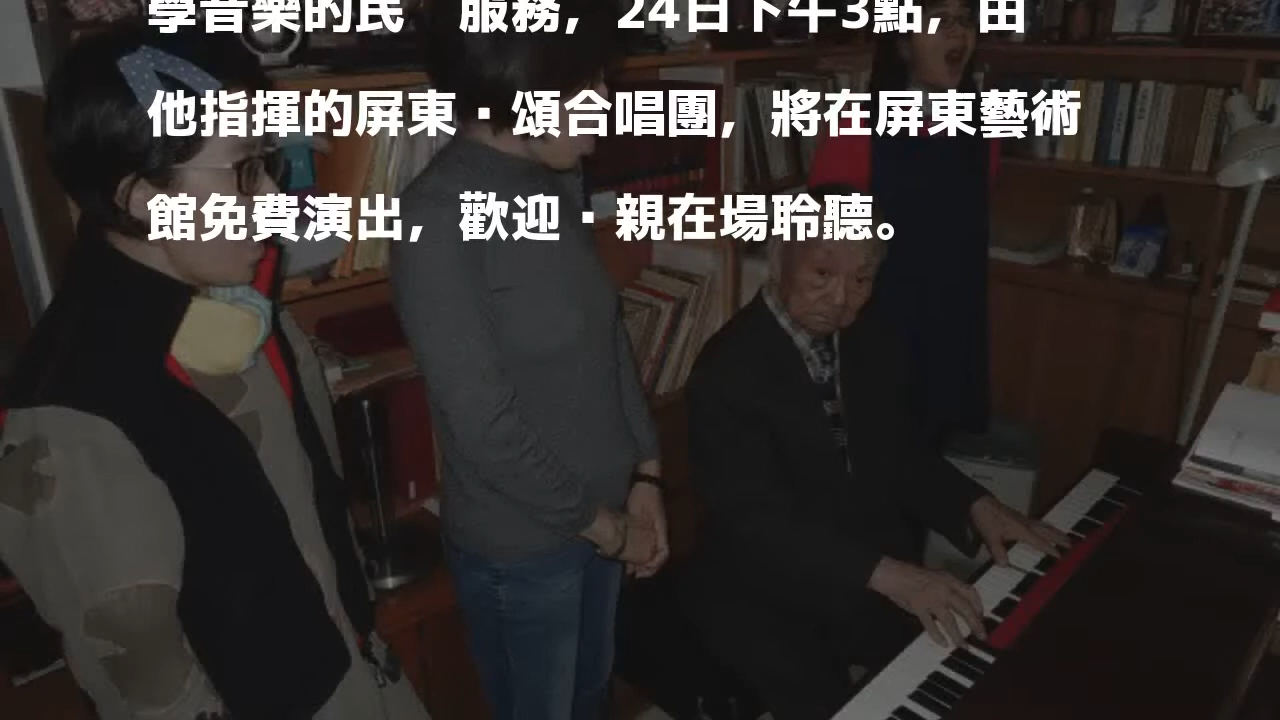 學音樂的民 服務，24日下午3點，由
他指揮的屏東·頌合唱團，將在屏東藝術
館免費演出，歡迎·親在場聆聽。